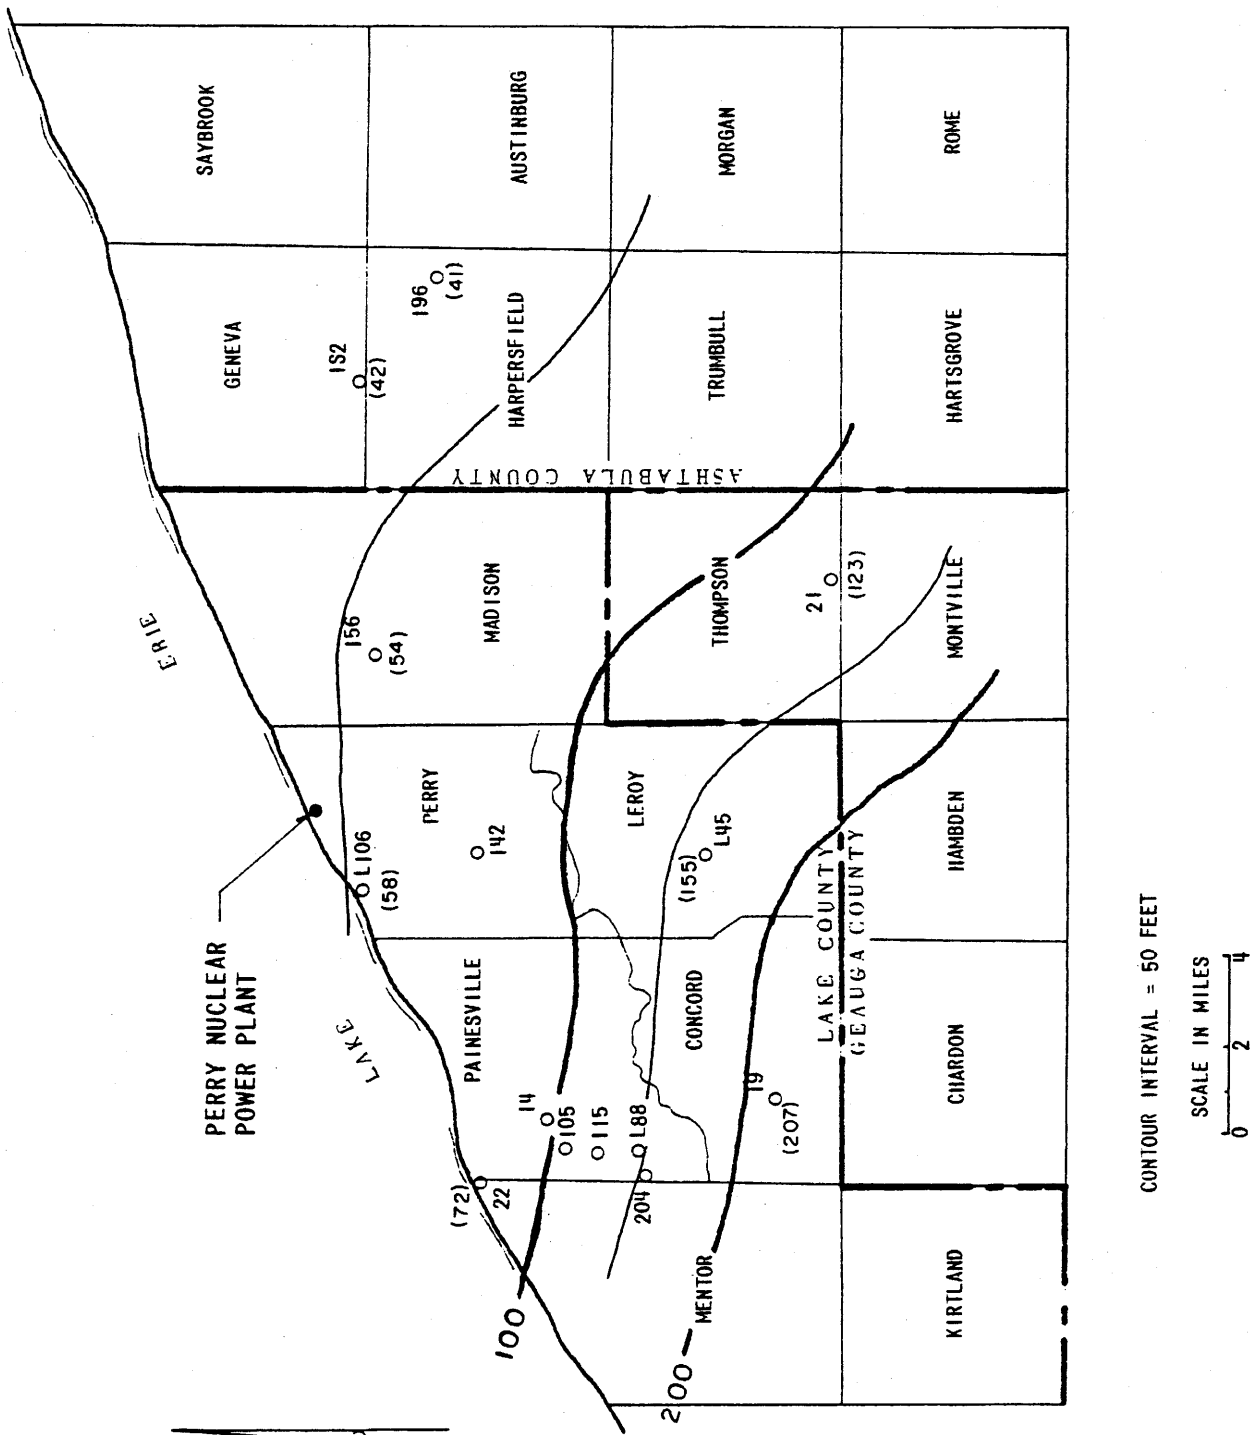 SAYBROOK
AUSTINBURG
MORGAN
ROME
GENEVA
1S2
(42)
196
(41)
HARPERSFIELD
TRUMBULL
HARTSGROVE
ASHTABULA COUNTY
LAKE ERIE
156
(54)
MADISON
THOMPSON
21
(123)
MONTVILLE
PERRY NUCLEAR
POWER PLANT
L106
(58)
PERRY
142
LEROY
(155)
L45
HAMBDEN
LAKE COUNTY
GEAUGA COUNTY
PAINESVILLE
CONCORD
CHARDON
14
105
115
L88
204
19
(207)
(72)
22
100
200
MENTOR
KIRTLAND
CONTOUR INTERVAL = 50 FEET
SCALE IN MILES
0 2 4